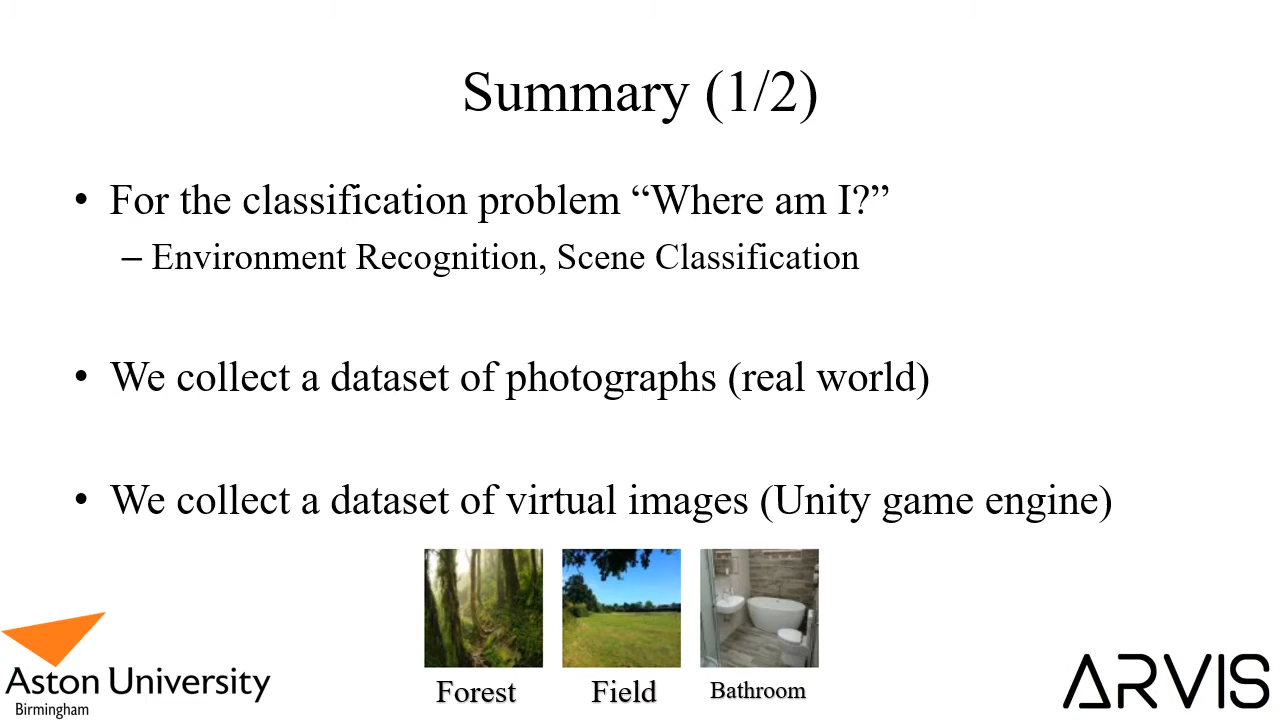 Summary (1/2)
• For the classification problem “Where am I?”
– Environment Recognition, Scene Classification
• We collect a dataset of photographs (real world)
• We collect a dataset of virtual images (Unity game engine)
Forest Field Bathroom
Aston University
Birmingham
ARVIS